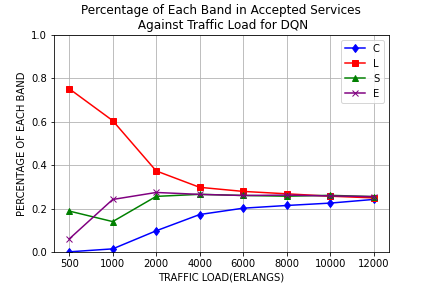 Percentage of Each Band in Accepted Services
Against Traffic Load for DQN
PERCENTAGE OF EACH BAND
1.0
0.8
0.6
0.4
0.2
0.0
C
L
S
E
500 1000 2000 4000 6000 8000 10000 12000
TRAFFIC LOAD(ERLANGS)